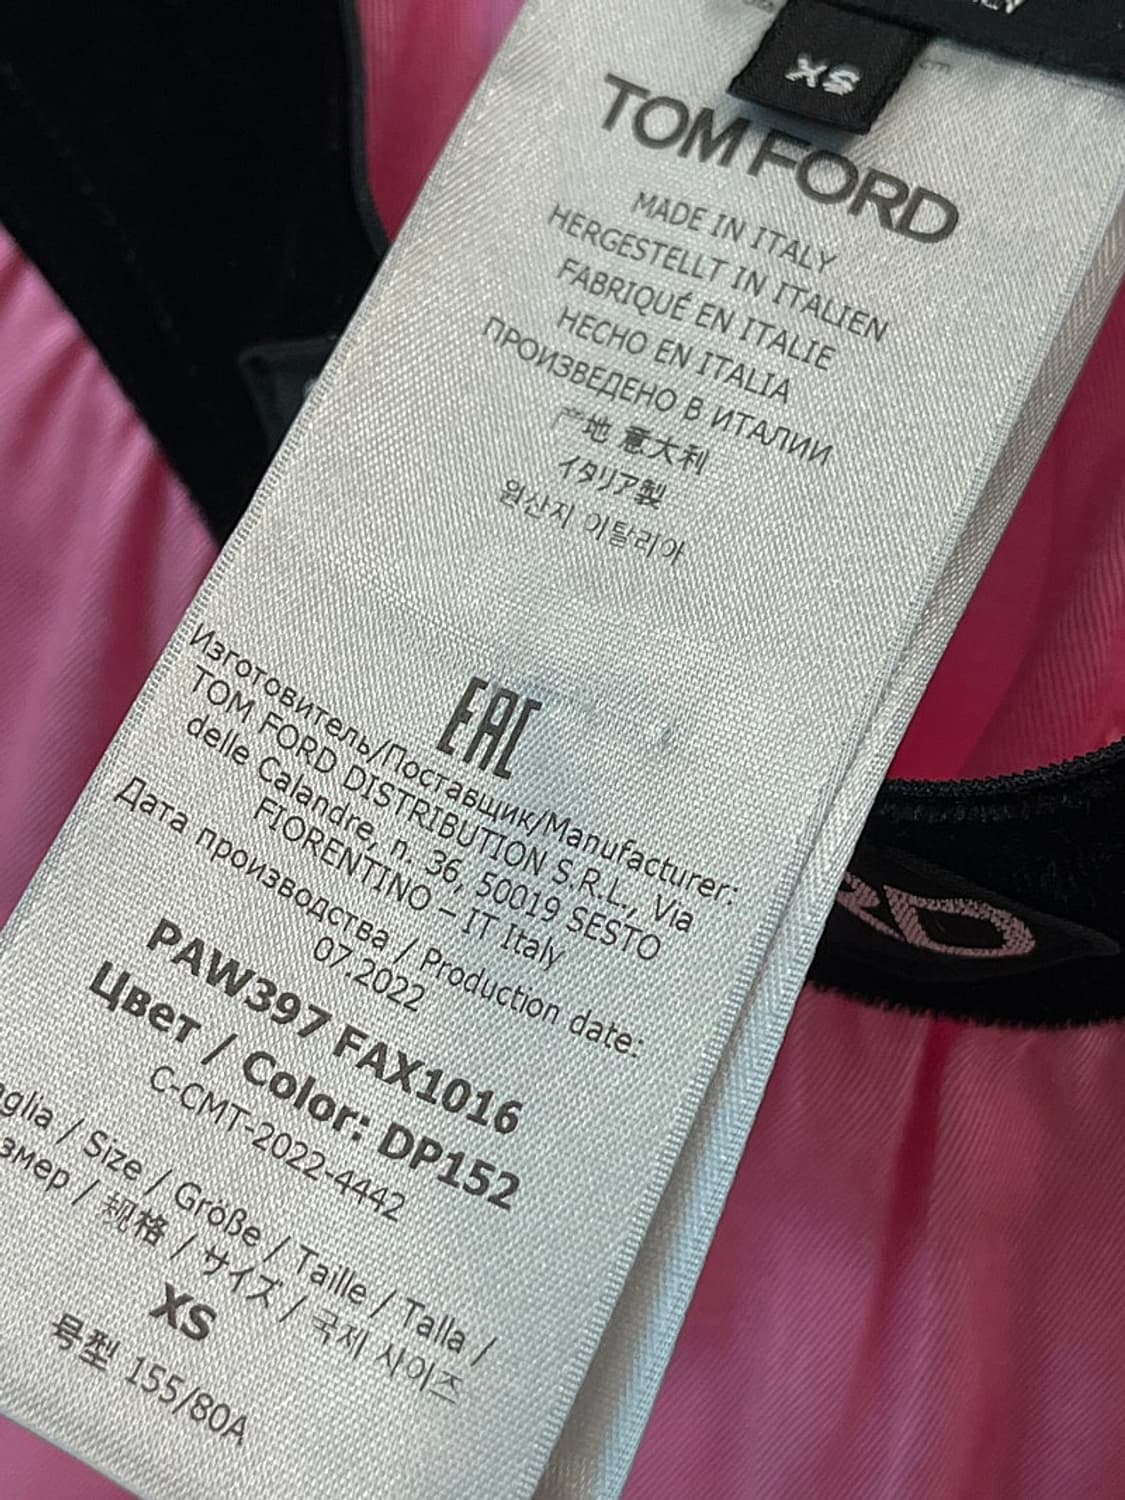 XS
TOM FORD
MADE IN ITALY
HERGESTELLT IN ITALIEN
FABRIQUÉ EN ITALIE
HECHO EN ITALIA
ПРОИЗВЕДЕНО В ИТАЛИИ
产地 意大利
イタリア製
원산지 이탈리아
EAC
Изготовитель/Поставщик/Manufacturer:
TOM FORD DISTRIBUTION S.R.L., Via
delle Calandre, n. 36, 50019 SESTO
FIORENTINO – IT Italy
Дата производства / Production date:
07.2022
PAW397 FAX1016
Цвет / Color: DP152
C-CMT-2022-4442
/ Size / Größe / Taille / Talla /
/ 规格 / サイズ / 국제 사이즈
XS
号型 155/80A